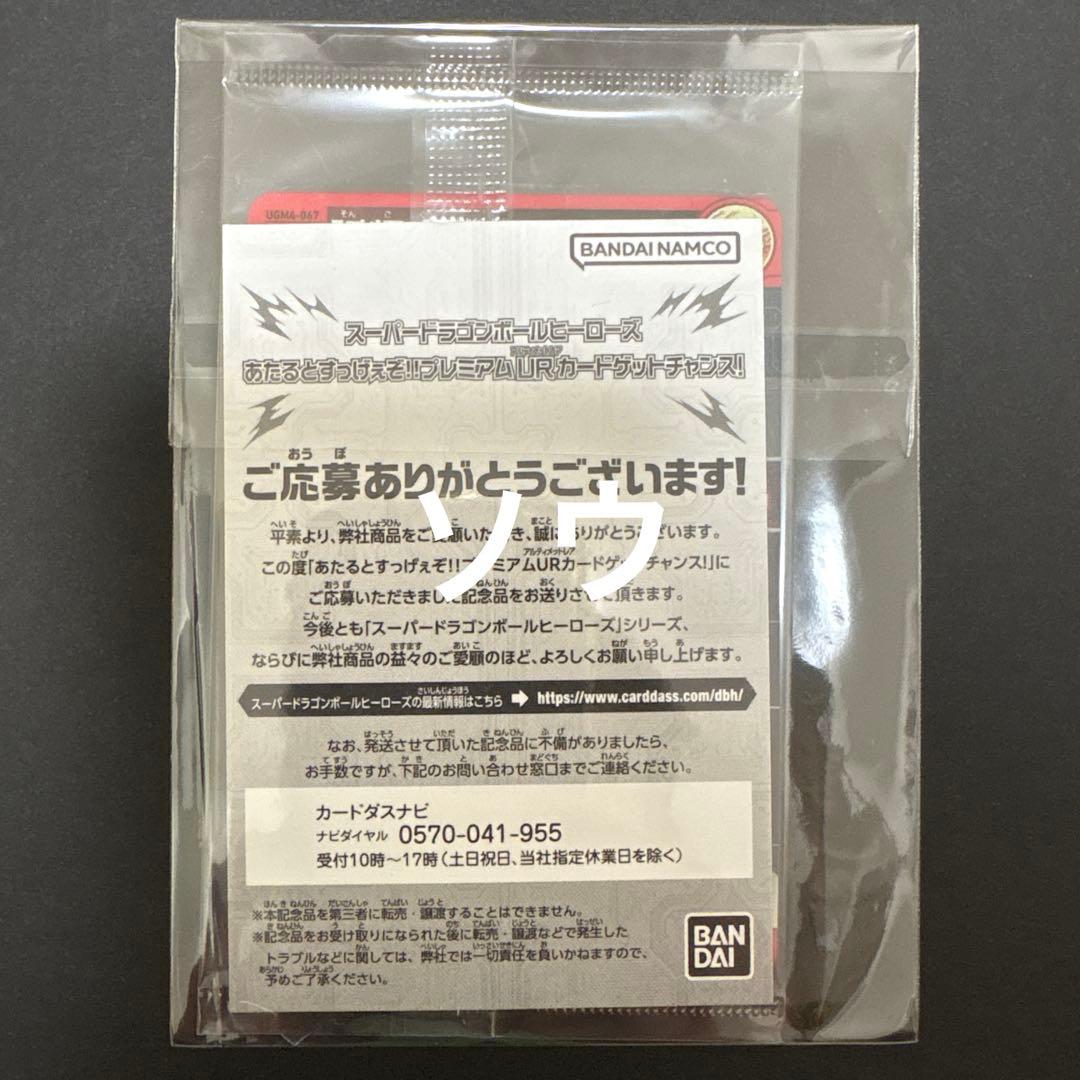 UGM4-067
BANDAI NAMCO
スーパードラゴンボールヒーローズ
あたるとすっげぇぞ!!プレミアムURカードゲットチャンス!
ご応募ありがとうございます!
平素より、弊社商品をご愛顧いただき、誠にありがとうございます。
この度「あたるとすっげぇぞ!!プレミアムURカードゲットチャンス!」に
ご応募いただきました記念品をお送りさせて頂きます。
ソウ
今後とも「スーパードラゴンボールヒーローズ」シリーズ、
ならびに弊社商品の益々のご愛顧のほど、よろしくお願い申し上げます。
スーパードラゴンボールヒーローズの最新情報はこちら ➡ https://www.carddass.com/dbh/
なお、発送させて頂いた記念品に不備がありましたら、
お手数ですが、下記のお問い合わせ窓口までご連絡ください。
カードダスナビ
ナビダイヤル 0570-041-955
受付10時〜17時(土日祝日、当社指定休業日を除く)
※本記念品を第三者に転売・譲渡することはできません。
※記念品をお受け取りになられた後に転売・譲渡などで発生した
トラブルなどに関しては、弊社では一切責任を負いかねますので、
予めご了承ください。
BAN
DAI